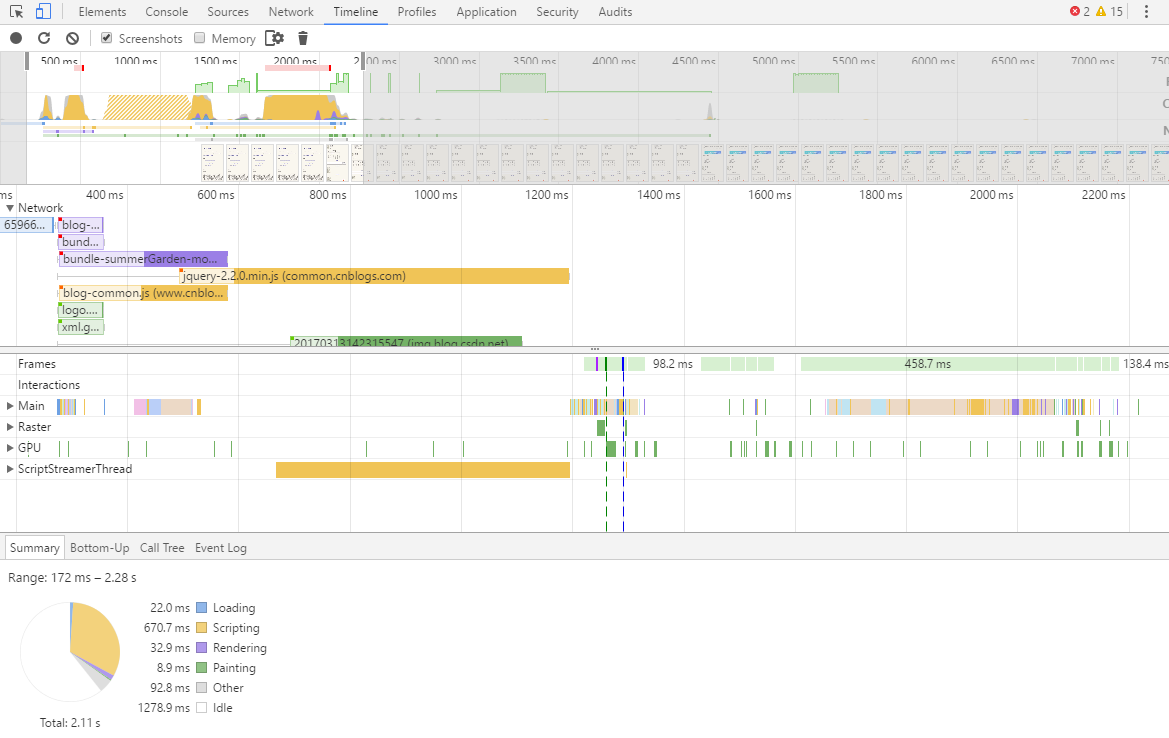 Elements Console Sources Network Timeline Profiles Application Security Audits 2 15
Screenshots Memory
500 ms 1000 ms 1500 ms 2000 ms 3000 ms 3500 ms 4000 ms 4500 ms 5000 ms 5500 ms 6000 ms 6500 ms 7000 ms
ms 400 ms 600 ms 800 ms 1000 ms 1200 ms 1400 ms 1600 ms 1800 ms 2000 ms 2200 ms
Network
65966... blog-...
bund...
bundle-summerGarden-mo...
jquery-2.2.0.min.js (common.cnblogs.com)
blog-common.js (www.cnblo...
logo....
xml.g...
20170313142315547 (img.blog.csdn.net)
Frames 98.2 ms 458.7 ms 138.4 ms
Interactions
Main
Raster
GPU
ScriptStreamerThread
Summary Bottom-Up Call Tree Event Log
Range: 172 ms – 2.28 s
22.0 ms Loading
670.7 ms Scripting
32.9 ms Rendering
8.9 ms Painting
92.8 ms Other
1278.9 ms Idle
Total: 2.11 s